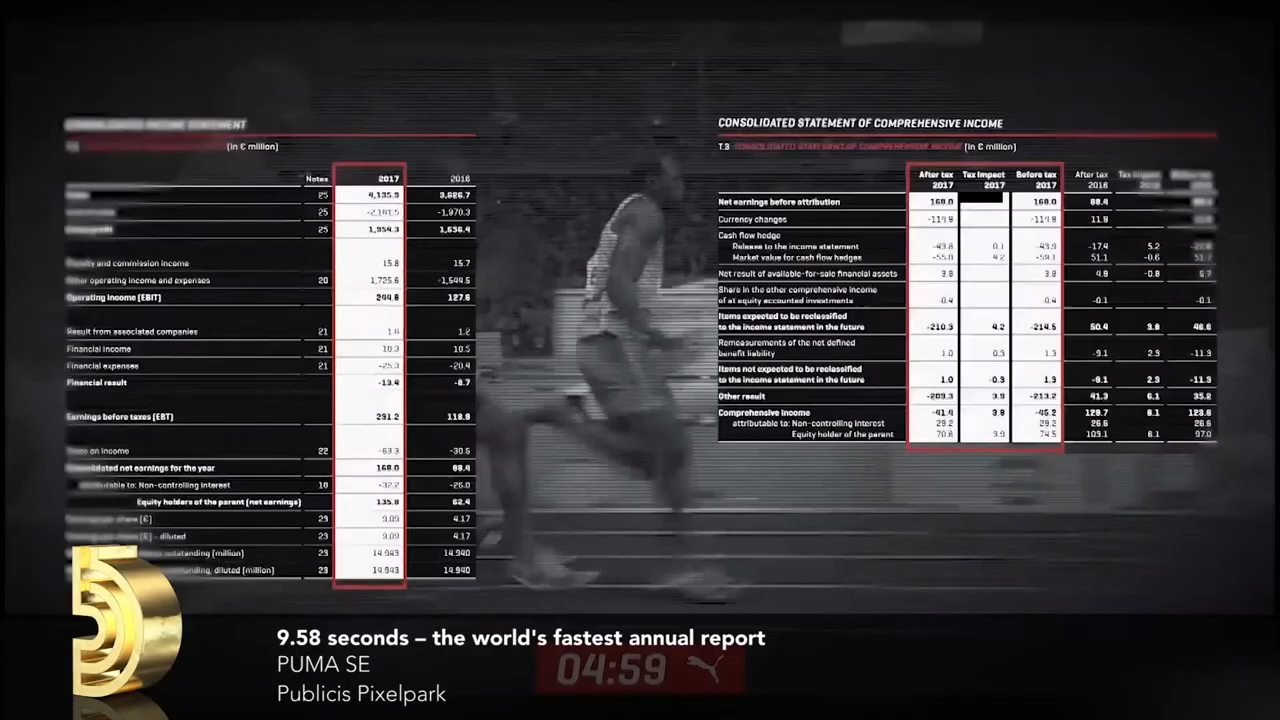 STATEMENT
(in € million)
Notes 2017 2016
25 4,135.9 3,626.7
25 -2,181.5 -1,970.3
25 1,954.3 1,656.4
and commission income 15.8 15.7
Other operating income and expenses 20 1,725.6 -1,544.5
Operating income (EBIT) 244.6 127.6
Result from associated companies 21 1.6 1.2
Financial income 21 10.3 10.5
Financial expenses 21 -25.3 -20.4
Financial result -13.4 -8.7
Earnings before taxes (EBT) 231.2 118.9
on income 22 -63.3 -30.5
Consolidated net earnings for the year 168.0 88.4
to: Non-controlling interest 18 -32.2 -26.0
Equity holders of the parent (net earnings) 135.8 62.4
share (€) 23 9.09 4.17
share (€) - diluted 23 9.09 4.17
outstanding (million) 23 14.943 14.940
diluted (million) 23 14.943 14.940
CONSOLIDATED STATEMENT OF COMPREHENSIVE INCOME
T.3 CONSOLIDATED STATEMENT OF COMPREHENSIVE INCOME (in € million)
After tax Tax impact Before tax After tax Tax
2017 2017 2017 2016 2016
Net earnings before attribution 168.0 168.0 88.4
Currency changes -114.9 -114.9 11.9
Cash flow hedge
Release to the income statement -43.8 0.1 -43.9 -17.4 5.2
Market value for cash flow hedges -55.0 4.2 -59.1 51.1 -0.6 51.7
Net result of available-for-sale financial assets 3.8 3.8 4.9 -0.8 5.7
Share in the other comprehensive income
of at equity accounted investments -0.4 -0.4 -0.1 -0.1
Items expected to be reclassified
to the income statement in the future -210.3 4.2 -214.5 50.4 3.8 46.6
Remeasurements of the net defined
benefit liability 1.0 0.3 1.3 -9.1 2.3 -11.3
Items not expected to be reclassified
to the income statement in the future 1.0 -0.3 1.3 -9.1 2.3 -11.3
Other result -209.3 3.9 -213.2 41.3 6.1 35.2
Comprehensive income -41.4 3.8 -45.2 129.7 6.1 123.6
attributable to: Non-controlling interest 29.2 29.2 26.6 26.6
Equity holder of the parent 70.6 3.9 74.5 103.1 6.1 97.0
9.58 seconds – the world's fastest annual report
PUMA SE
04:59
Publicis Pixelpark